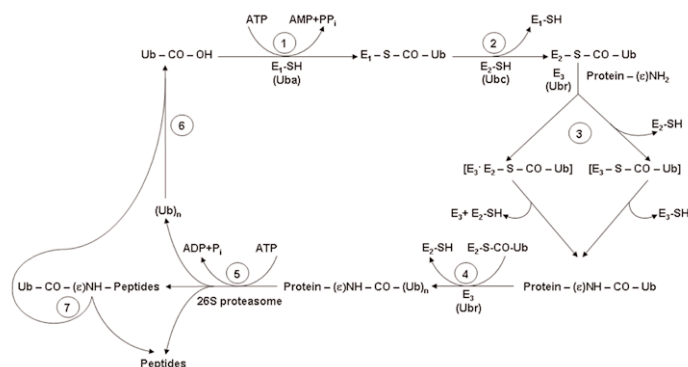 ATP AMP+PPi
1
Ub – CO – OH
E1-SH
(Uba)
E1 – S – CO – Ub
E1-SH
2
E2-SH
(Ubc)
E2 – S – CO – Ub
E3
(Ubr)
Protein – (ε)NH2
3
E2-SH
[E3· E2 – S – CO – Ub]
[E3 – S – CO – Ub]
E3+ E2–SH
E3-SH
6
(Ub)n
ADP+Pi ATP
5
26S proteasome
E2-SH E2-S-CO-Ub
4
E3
(Ubr)
Ub – CO – (ε)NH – Peptides
Protein – (ε)NH – CO – (Ub)n
Protein – (ε)NH – CO – Ub
7
Peptides